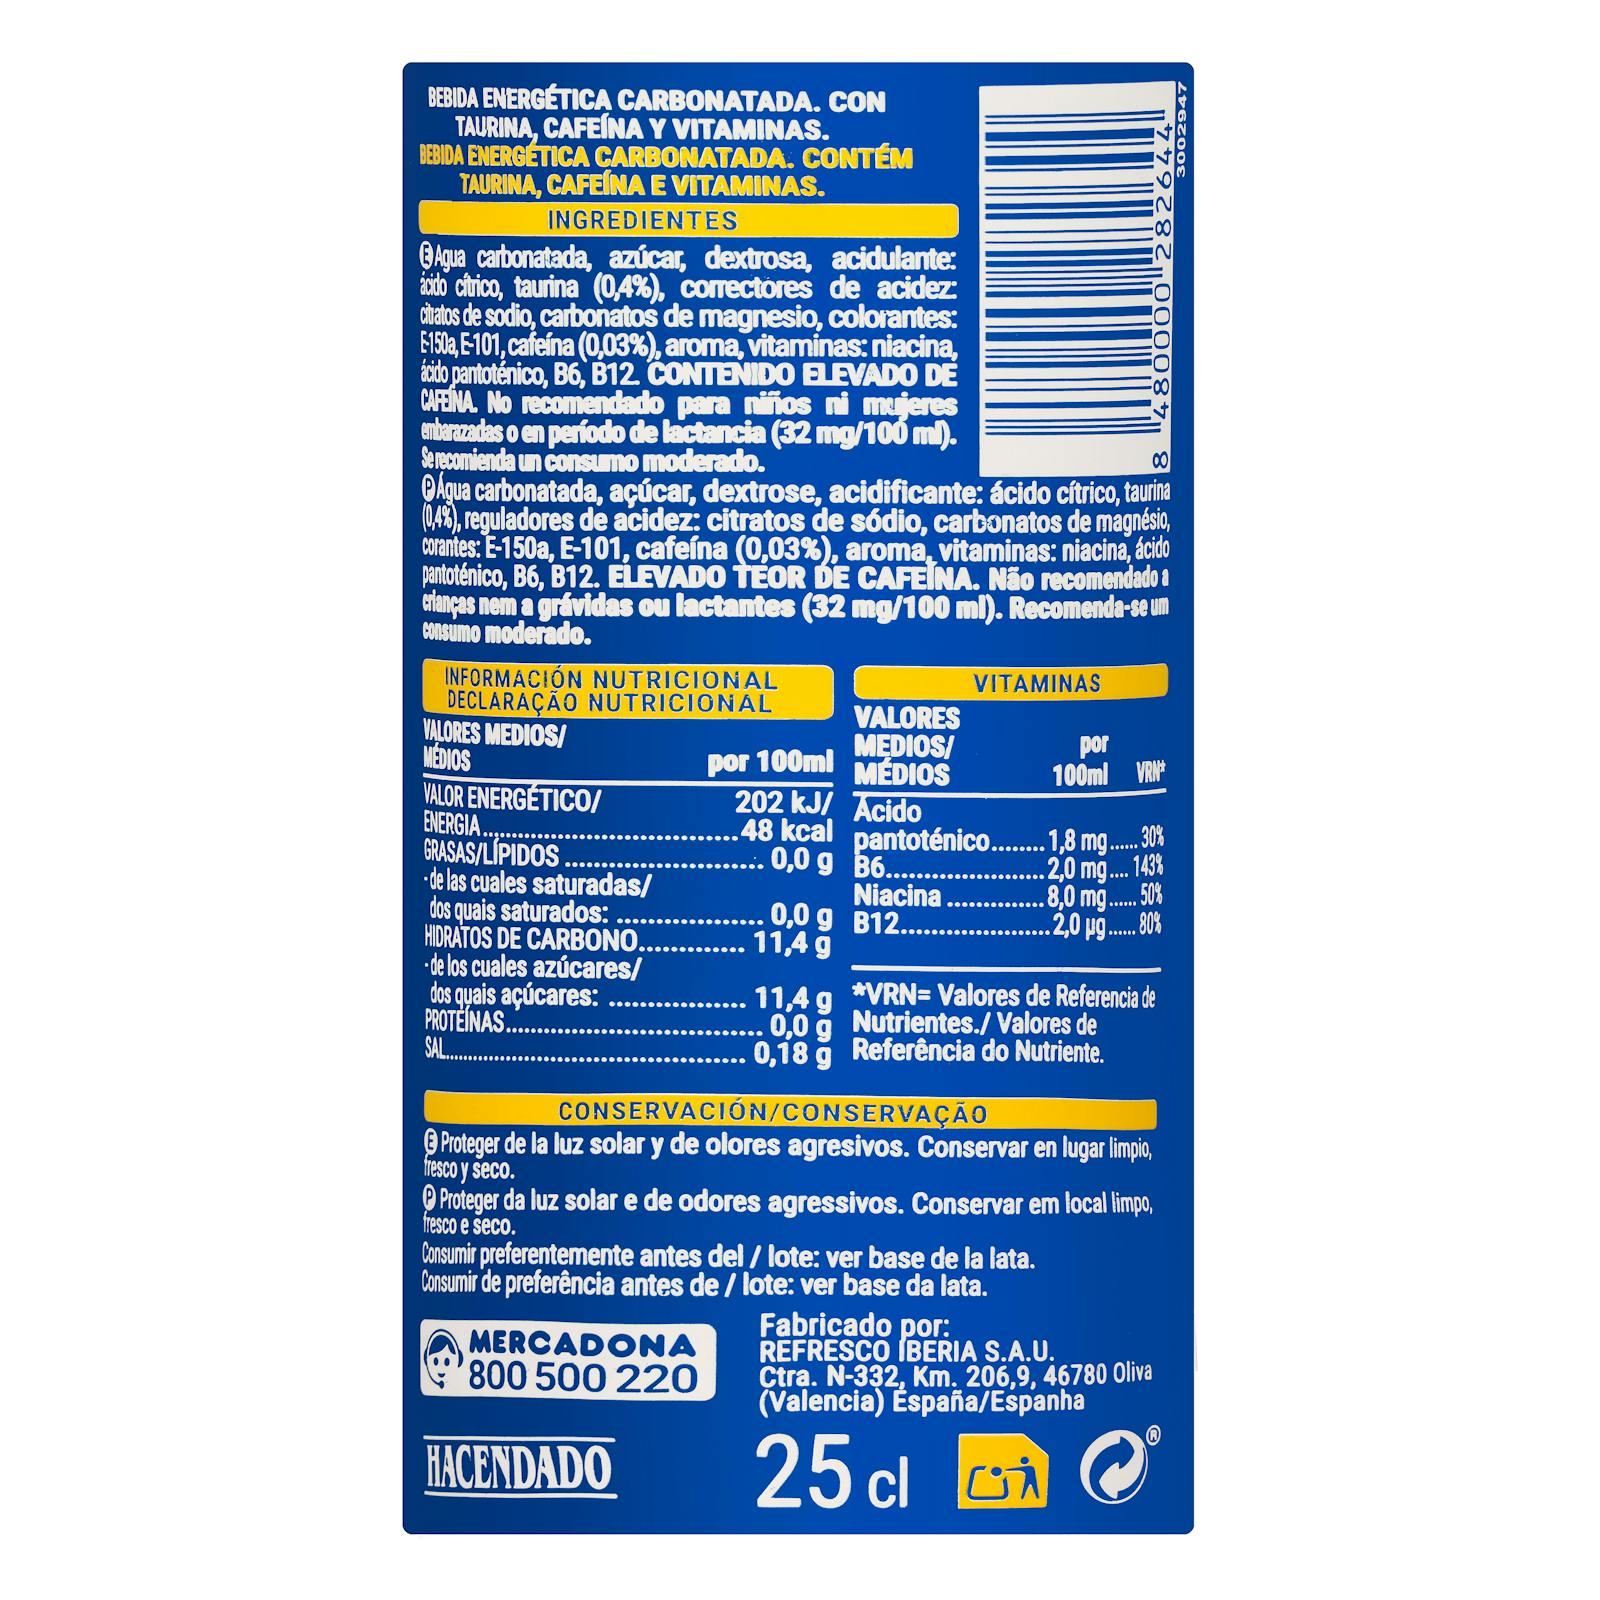 BEBIDA ENERGÉTICA CARBONATADA. CON
TAURINA, CAFEÍNA Y VITAMINAS.
BEBIDA ENERGÉTICA CARBONATADA. CONTÉM
TAURINA, CAFEÍNA E VITAMINAS.
INGREDIENTES
E Agua carbonatada, azúcar, dextrosa, acidulante:
ácido cítrico, taurina (0,4%), correctores de acidez:
citratos de sodio, carbonatos de magnesio, colorantes:
E-150a, E-101, cafeína (0,03%), aroma, vitaminas: niacina,
ácido pantoténico, B6, B12. CONTENIDO ELEVADO DE
CAFEÍNA. No recomendado para niños ni mujeres
embarazadas o en período de lactancia (32 mg/100 ml).
Se recomienda un consumo moderado.
8 480000 282644
3002947
P Água carbonatada, açúcar, dextrose, acidificante: ácido cítrico, taurina
(0,4%), reguladores de acidez: citratos de sódio, carbonatos de magnésio,
corantes: E-150a, E-101, cafeína (0,03%), aroma, vitaminas: niacina, ácido
pantoténico, B6, B12. ELEVADO TEOR DE CAFEÍNA. Não recomendado a
crianças nem a grávidas ou lactantes (32 mg/100 ml). Recomenda-se um
consumo moderado.
INFORMACIÓN NUTRICIONAL
DECLARAÇÃO NUTRICIONAL
VALORES MEDIOS/
MÉDIOS por 100ml
VALOR ENERGÉTICO/ 202 kJ/
ENERGIA................................48 kcal
GRASAS/LÍPIDOS........................ 0,0 g
- de las cuales saturadas/
dos quais saturados: .................. 0,0 g
HIDRATOS DE CARBONO............. 11,4 g
- de los cuales azúcares/
dos quais açúcares: ................. 11,4 g
PROTEÍNAS................................ 0,0 g
SAL...................................... 0,18 g
VITAMINAS
VALORES
MEDIOS/ por
MÉDIOS 100ml VRN*
Ácido
pantoténico........ 1,8 mg...... 30%
B6........................ 2,0 mg.... 143%
Niacina ............... 8,0 mg...... 50%
B12...................... 2,0 µg...... 80%
*VRN= Valores de Referencia de
Nutrientes./ Valores de
Referência do Nutriente.
CONSERVACIÓN/CONSERVAÇÃO
E Proteger de la luz solar y de olores agresivos. Conservar en lugar limpio,
fresco y seco.
P Proteger da luz solar e de odores agressivos. Conservar em local limpo,
fresco e seco.
Consumir preferentemente antes del / lote: ver base de la lata.
Consumir de preferência antes de / lote: ver base da lata.
MERCADONA
800 500 220
Fabricado por:
REFRESCO IBERIA S.A.U.
Ctra. N-332, Km. 206,9, 46780 Oliva
(Valencia) España/Espanha
HACENDADO
25 cl
®